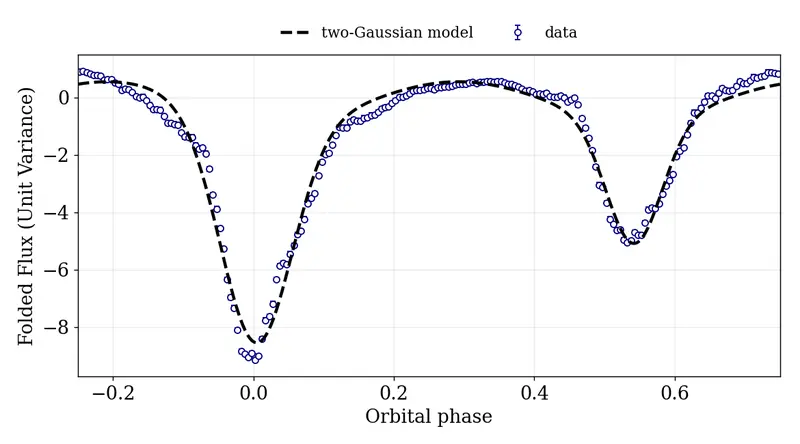 two-Gaussian model
data
Folded Flux (Unit Variance)
0
−2
−4
−6
−8
−0.2
0.0
0.2
0.4
0.6
Orbital phase